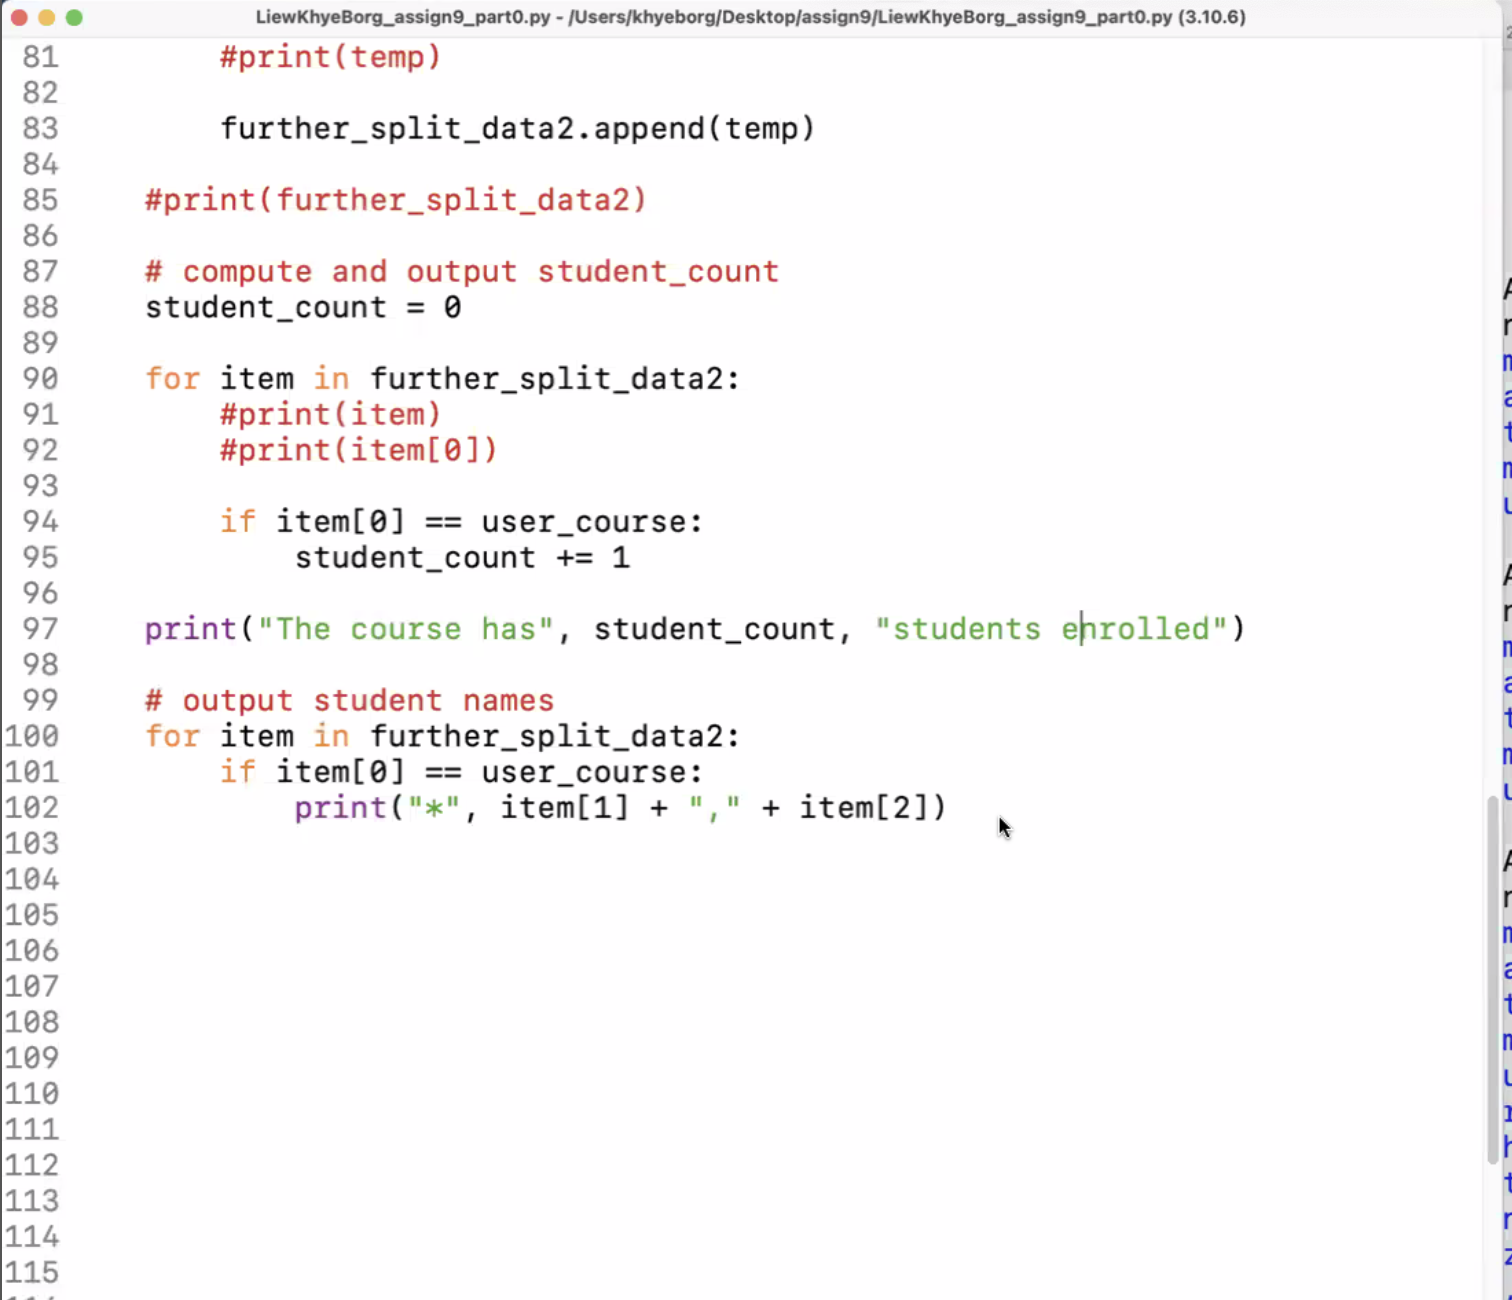 LiewKhyeBorg_assign9_part0.py - /Users/khyeborg/Desktop/assign9/LiewKhyeBorg_assign9_part0.py (3.10.6)
81 #print(temp)
82
83 further_split_data2.append(temp)
84
85 #print(further_split_data2)
86
87 # compute and output student_count
88 student_count = 0
89
90 for item in further_split_data2:
91 #print(item)
92 #print(item[0])
93
94 if item[0] == user_course:
95 student_count += 1
96
97 print("The course has", student_count, "students enrolled")
98
99 # output student names
100 for item in further_split_data2:
101 if item[0] == user_course:
102 print("*", item[1] + "," + item[2])
103
104
105
106
107
108
109
110
111
112
113
114
115